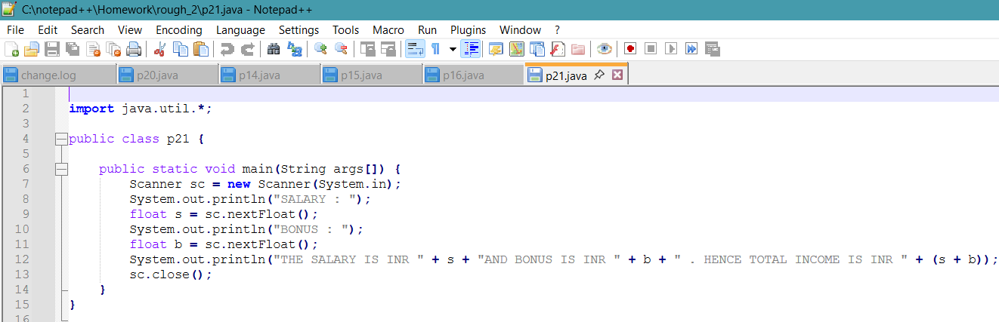 C:\notepad++\Homework\rough_2\p21.java - Notepad++
File Edit Search View Encoding Language Settings Tools Macro Run Plugins Window ?
change.log p20.java p14.java p15.java p16.java p21.java
1
2 import java.util.*;
3
4 public class p21 {
5
6 public static void main(String args[]) {
7 Scanner sc = new Scanner(System.in);
8 System.out.println("SALARY : ");
9 float s = sc.nextFloat();
10 System.out.println("BONUS : ");
11 float b = sc.nextFloat();
12 System.out.println("THE SALARY IS INR " + s + "AND BONUS IS INR " + b + " . HENCE TOTAL INCOME IS INR " + (s + b));
13 sc.close();
14 }
15 }
16